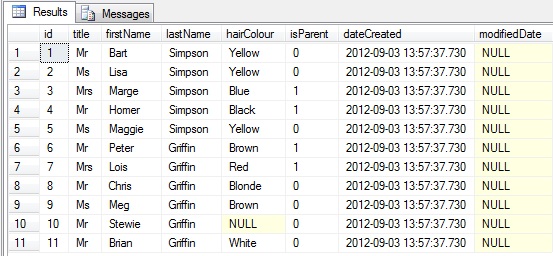 Results Messages
id title firstName lastName hairColour isParent dateCreated modifiedDate
1 1 Mr Bart Simpson Yellow 0 2012-09-03 13:57:37.730 NULL
2 2 Ms Lisa Simpson Yellow 0 2012-09-03 13:57:37.730 NULL
3 3 Mrs Marge Simpson Blue 1 2012-09-03 13:57:37.730 NULL
4 4 Mr Homer Simpson Black 1 2012-09-03 13:57:37.730 NULL
5 5 Ms Maggie Simpson Yellow 0 2012-09-03 13:57:37.730 NULL
6 6 Mr Peter Griffin Brown 1 2012-09-03 13:57:37.730 NULL
7 7 Mrs Lois Griffin Red 1 2012-09-03 13:57:37.730 NULL
8 8 Mr Chris Griffin Blonde 0 2012-09-03 13:57:37.730 NULL
9 9 Ms Meg Griffin Brown 0 2012-09-03 13:57:37.730 NULL
10 10 Mr Stewie Griffin NULL 0 2012-09-03 13:57:37.730 NULL
11 11 Mr Brian Griffin White 0 2012-09-03 13:57:37.730 NULL